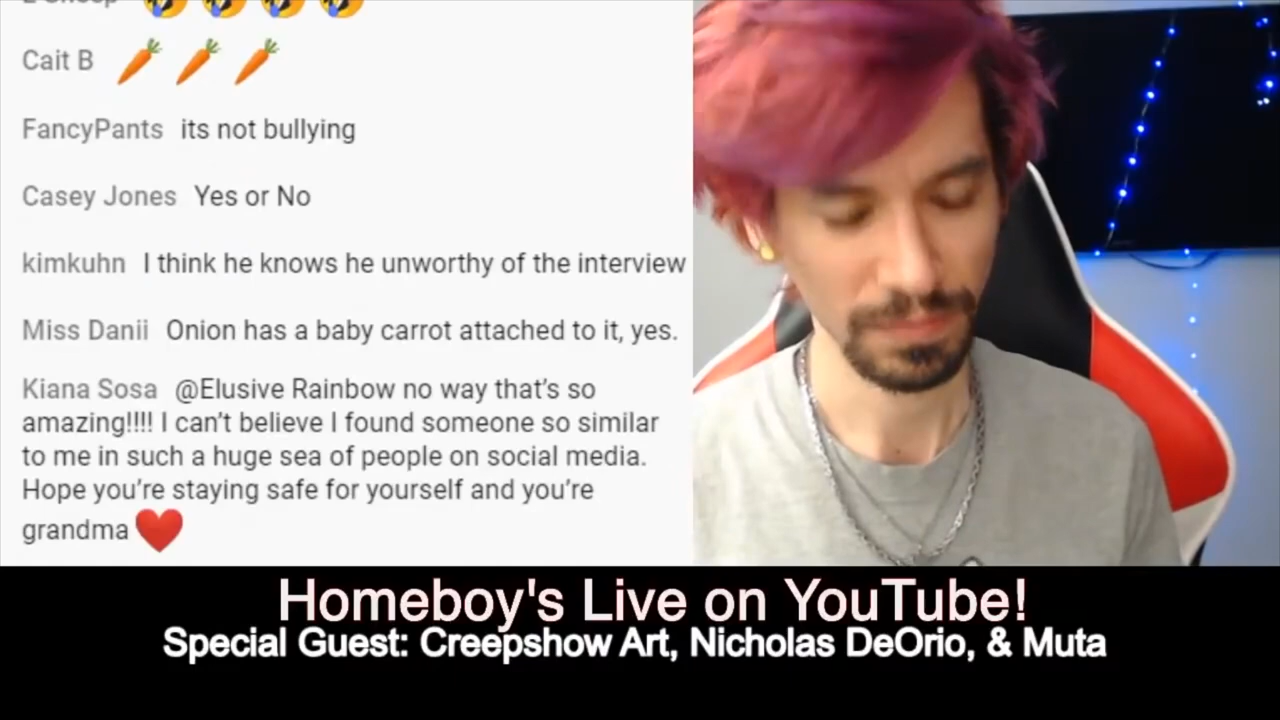 Cait B 🥕 🥕 🥕
FancyPants its not bullying
Casey Jones Yes or No
kimkuhn I think he knows he unworthy of the interview
Miss Danii Onion has a baby carrot attached to it, yes.
Kiana Sosa @Elusive Rainbow no way that's so
amazing!!!! I can't believe I found someone so similar
to me in such a huge sea of people on social media.
Hope you're staying safe for yourself and you're
grandma ❤️
Homeboy's Live on YouTube!
Special Guest: Creepshow Art, Nicholas DeOrio, & Muta